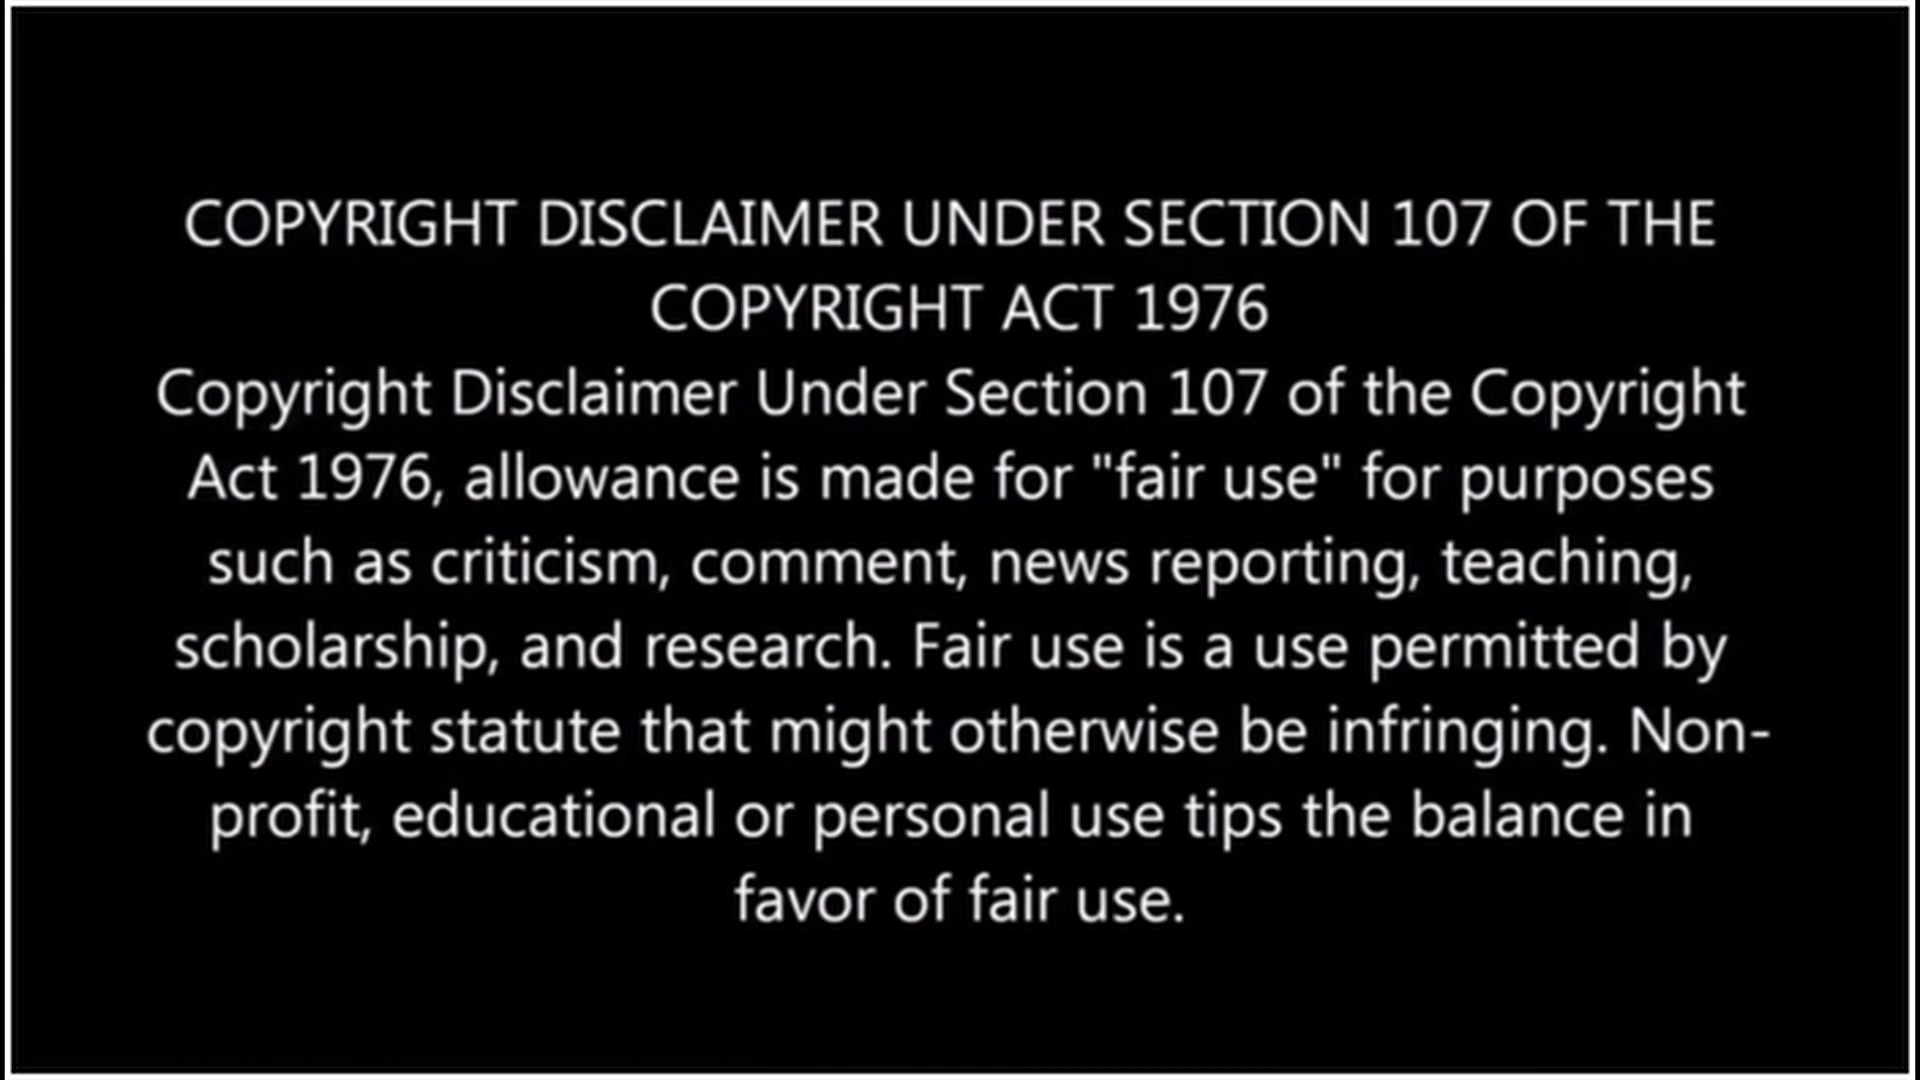 COPYRIGHT DISCLAIMER UNDER SECTION 107 OF THE
COPYRIGHT ACT 1976
Copyright Disclaimer Under Section 107 of the Copyright
Act 1976, allowance is made for "fair use" for purposes
such as criticism, comment, news reporting, teaching,
scholarship, and research. Fair use is a use permitted by
copyright statute that might otherwise be infringing. Non-
profit, educational or personal use tips the balance in
favor of fair use.